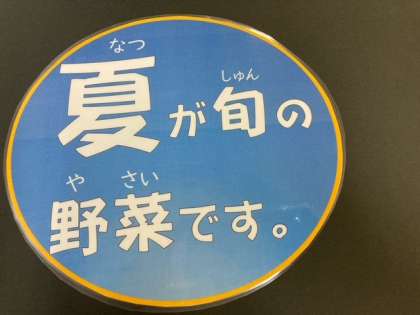 なつ しゅん
夏が旬の
や さい
野菜です。